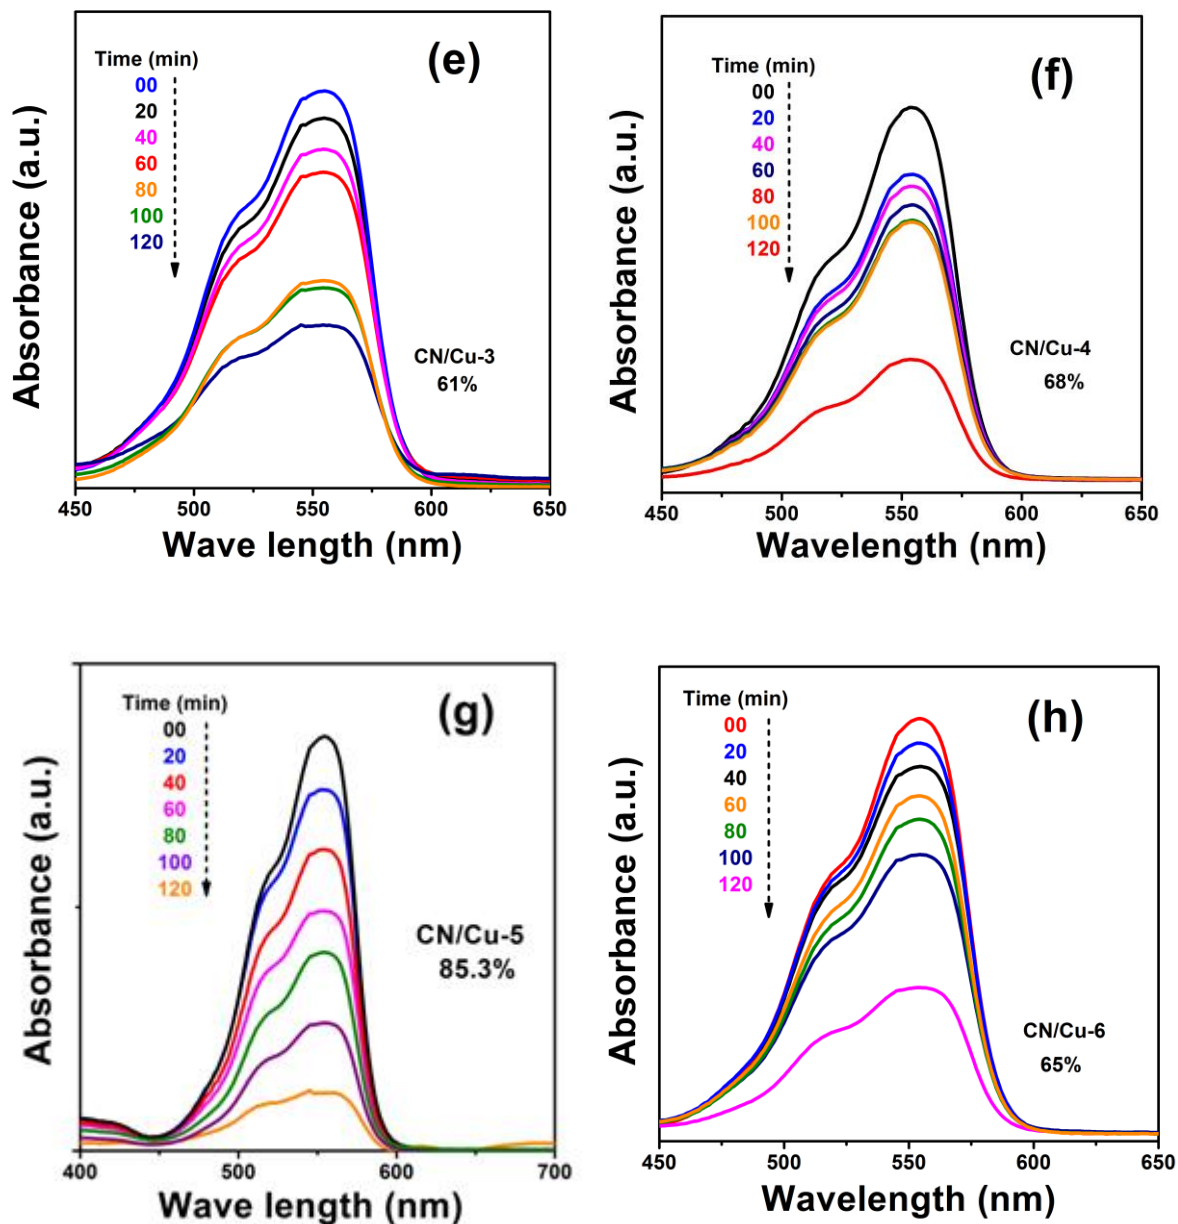 (e)
Time (min)
00
20
40
60
80
100
120
CN/Cu-3
61%
Absorbance (a.u.)
450 500 550 600 650
Wave length (nm)
(f)
Time (min)
00
20
40
60
80
100
120
CN/Cu-4
68%
Absorbance (a.u.)
450 500 550 600 650
Wavelength (nm)
(g)
Time (min)
00
20
40
60
80
100
120
CN/Cu-5
85.3%
Absorbance (a.u.)
400 500 600 700
Wave length (nm)
(h)
Time (min)
00
20
40
60
80
100
120
CN/Cu-6
65%
Absorbance (a.u.)
450 500 550 600 650
Wavelength (nm)